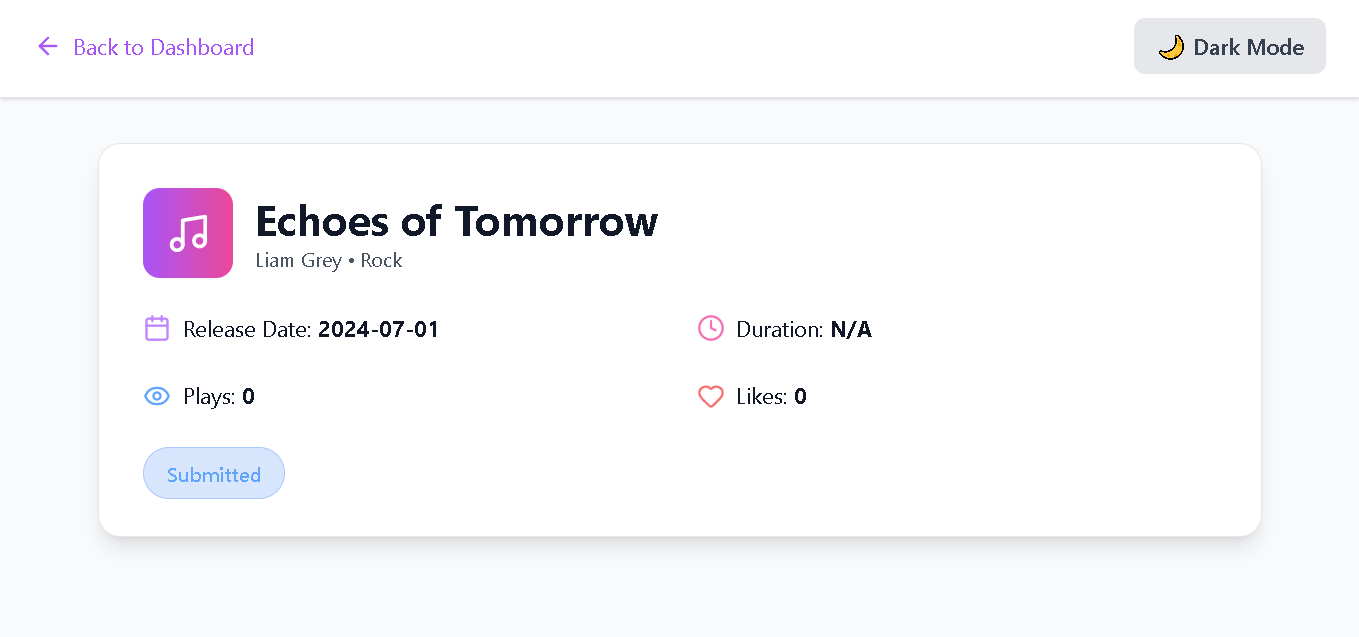 Back to Dashboard
🌙 Dark Mode
Echoes of Tomorrow
Liam Grey • Rock
Release Date: 2024-07-01
Duration: N/A
Plays: 0
Likes: 0
Submitted